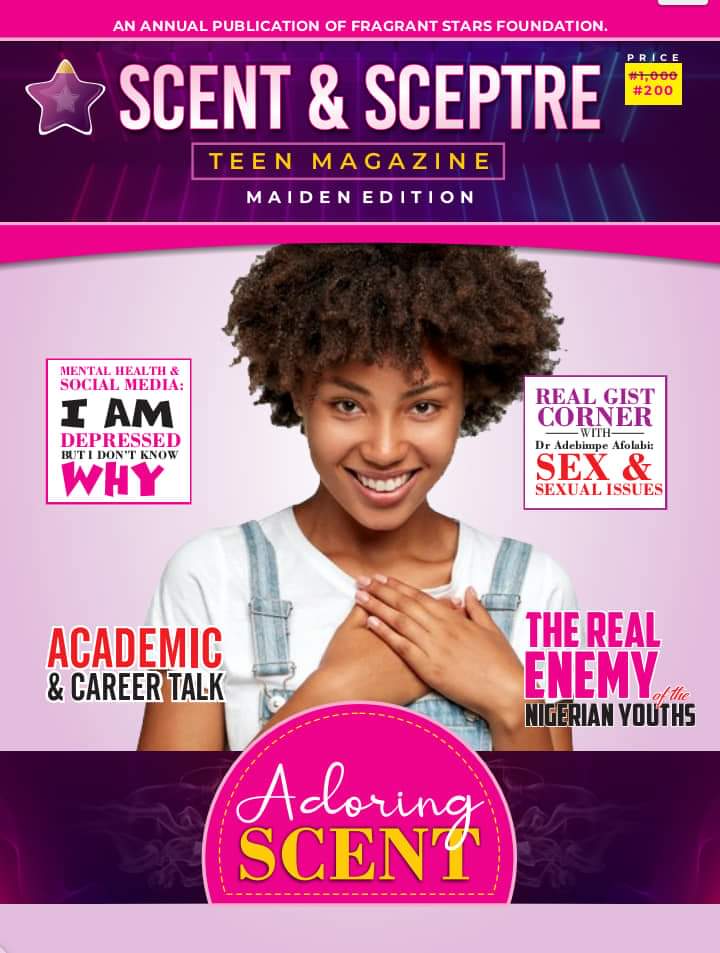 AN ANNUAL PUBLICATION OF FRAGRANT STARS FOUNDATION.
SCENT & SCEPTRE
PRICE
#1,000
#200
TEEN MAGAZINE
MAIDEN EDITION
MENTAL HEALTH &
SOCIAL MEDIA:
I AM
DEPRESSED
BUT I DON'T KNOW
WHY
REAL GIST
CORNER
WITH
Dr Adebimpe Afolabi:
SEX &
SEXUAL ISSUES
ACADEMIC
& CAREER TALK
THE REAL
ENEMY
of the
NIGERIAN YOUTHS
Adoring
SCENT